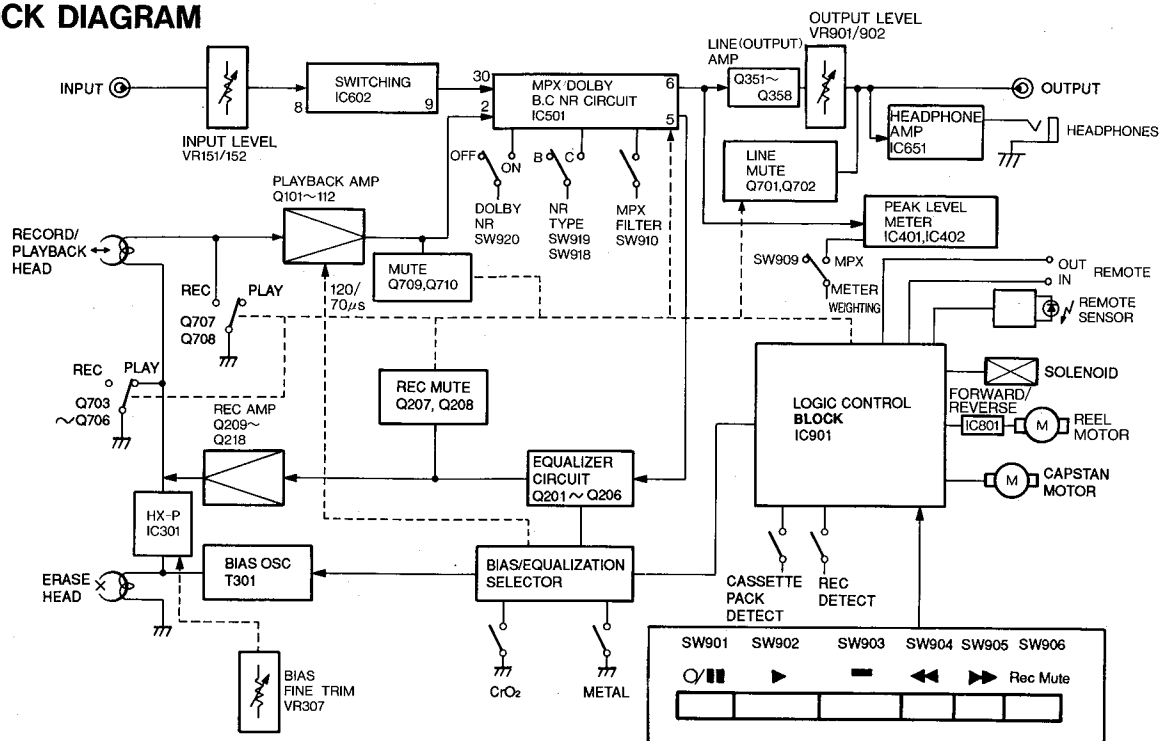 CK DIAGRAM
OUTPUT LEVEL
VR901/902
LINE(OUTPUT)
AMP
Q351～
Q358
INPUT
SWITCHING
IC602
8
9
30
2
MPX/DOLBY
B.C NR CIRCUIT
IC501
6
5
OUTPUT
INPUT LEVEL
VR151/152
HEADPHONE
AMP
IC651
HEADPHONES
OFF
ON
B
C
DOLBY
NR
SW920
NR
TYPE
SW919
SW918
MPX
FILTER
SW910
LINE
MUTE
Q701,Q702
PLAYBACK AMP
Q101～112
PEAK LEVEL
METER
IC401,IC402
RECORD/
PLAYBACK
HEAD
MUTE
Q709,Q710
120/
70μs
SW909
MPX
METER
WEIGHTING
OUT
IN
REMOTE
REMOTE
SENSOR
REC
PLAY
Q707
Q708
REC
PLAY
Q703
～Q706
REC MUTE
Q207, Q208
LOGIC CONTROL
BLOCK
IC901
SOLENOID
FORWARD/
REVERSE
IC801
M
REEL
MOTOR
M
CAPSTAN
MOTOR
REC AMP
Q209～
Q218
EQUALIZER
CIRCUIT
Q201～Q206
HX-P
IC301
BIAS OSC
T301
BIAS/EQUALIZATION
SELECTOR
ERASE
HEAD
CASSETTE
PACK
DETECT
REC
DETECT
CrO₂
METAL
BIAS
FINE TRIM
VR307
SW901
SW902
SW903
SW904
SW905
SW906
Rec Mute